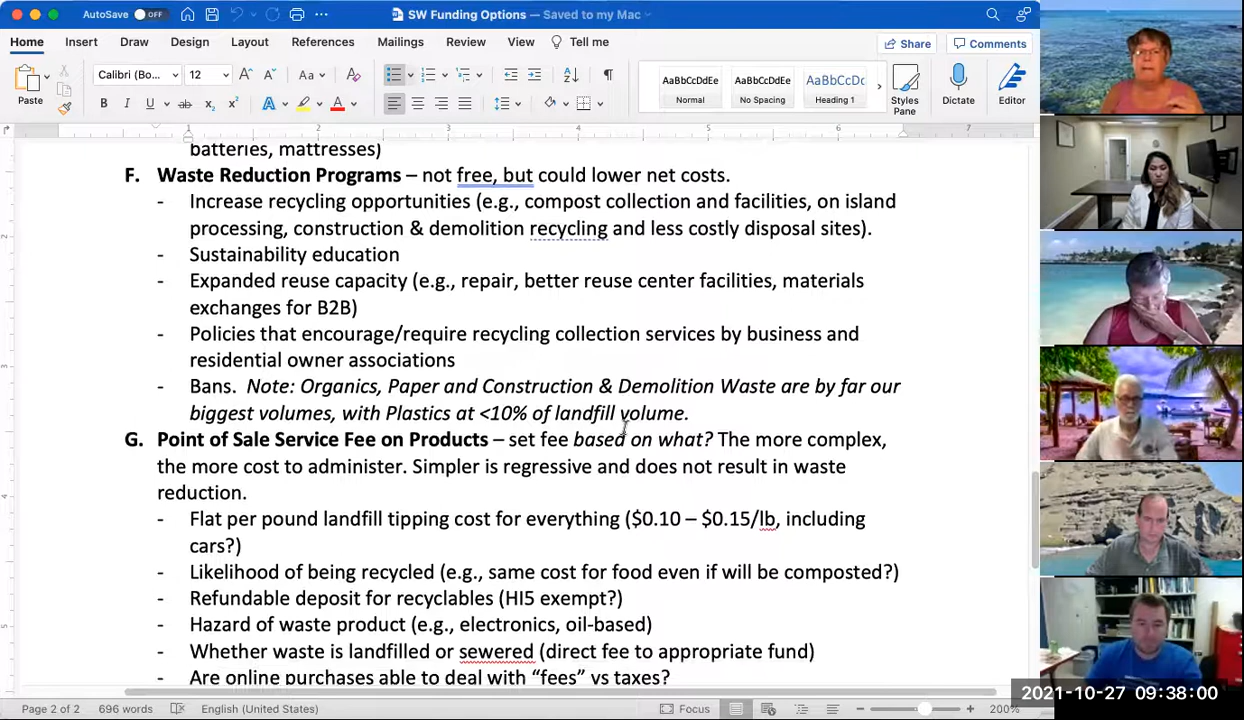 AutoSave OFF SW Funding Options — Saved to my Mac
Home Insert Draw Design Layout References Mailings Review View Tell me Share Comments
Paste Calibri (Bo... 12 Aa AaBbCcDdEe AaBbCcDdEe AaBbCcDc
B I U ab x₂ x² A A Normal No Spacing Heading 1 Styles Pane Dictate Editor
1 2 3 4 5 6 7
batteries, mattresses)
F. Waste Reduction Programs – not free, but could lower net costs.
- Increase recycling opportunities (e.g., compost collection and facilities, on island
processing, construction & demolition recycling and less costly disposal sites).
- Sustainability education
- Expanded reuse capacity (e.g., repair, better reuse center facilities, materials
exchanges for B2B)
- Policies that encourage/require recycling collection services by business and
residential owner associations
- Bans. Note: Organics, Paper and Construction & Demolition Waste are by far our
biggest volumes, with Plastics at <10% of landfill volume.
G. Point of Sale Service Fee on Products – set fee based on what? The more complex,
the more cost to administer. Simpler is regressive and does not result in waste
reduction.
- Flat per pound landfill tipping cost for everything ($0.10 – $0.15/lb, including
cars?)
- Likelihood of being recycled (e.g., same cost for food even if will be composted?)
- Refundable deposit for recyclables (HI5 exempt?)
- Hazard of waste product (e.g., electronics, oil-based)
- Whether waste is landfilled or sewered (direct fee to appropriate fund)
- Are online purchases able to deal with “fees” vs taxes?
Page 2 of 2 696 words English (United States) Focus 200%
2021-10-27 09:38:00